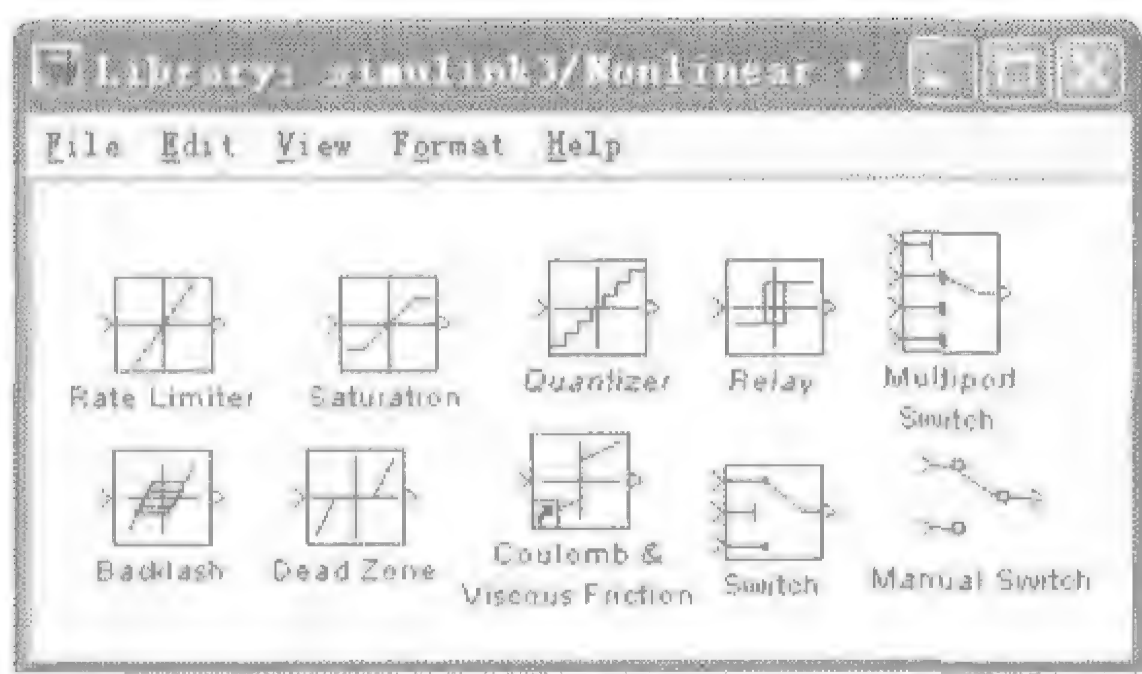 Library: simulink3/Nonlinear *
File Edit View Format Help
Rate Limiter
Saturation
Quantizer
Relay
Multiport
Switch
Backlash
Dead Zone
Coulomb &
Viscous Friction
Switch
Manual Switch